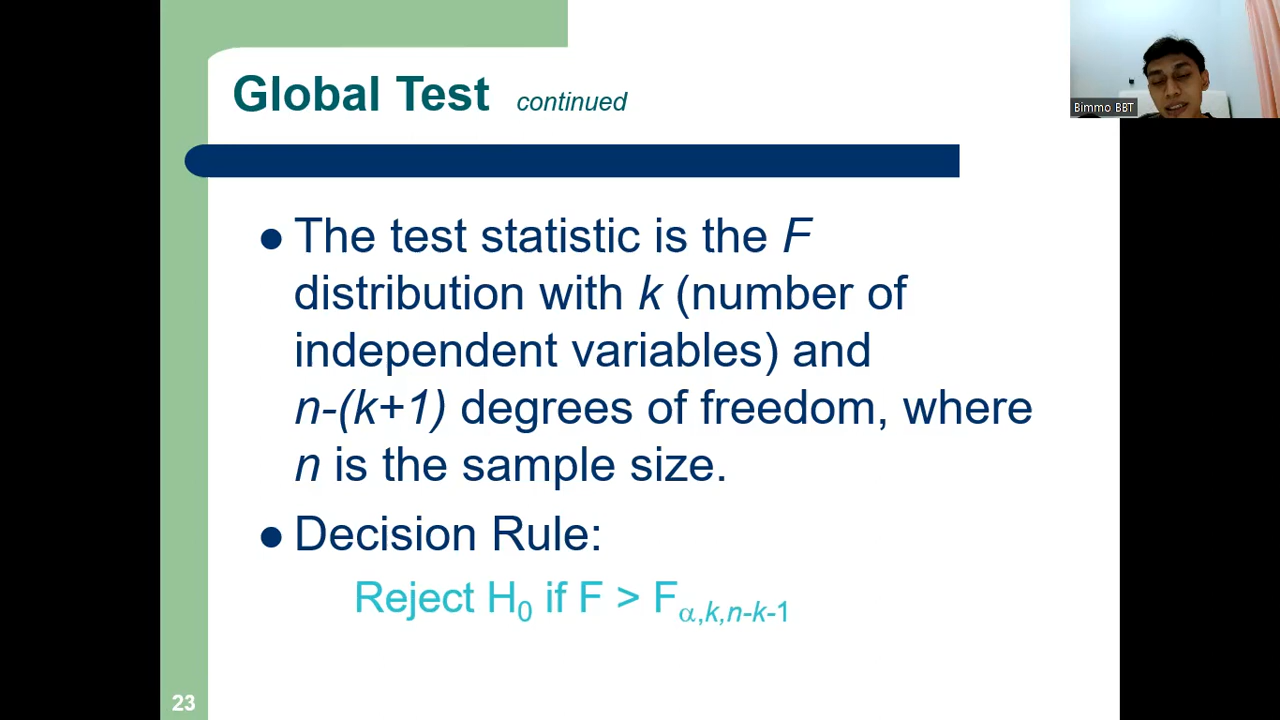 Global Test continued
Bimmo BBT
● The test statistic is the F
distribution with k (number of
independent variables) and
n-(k+1) degrees of freedom, where
n is the sample size.
● Decision Rule:
Reject H₀ if F > Fα,k,n-k-1
23